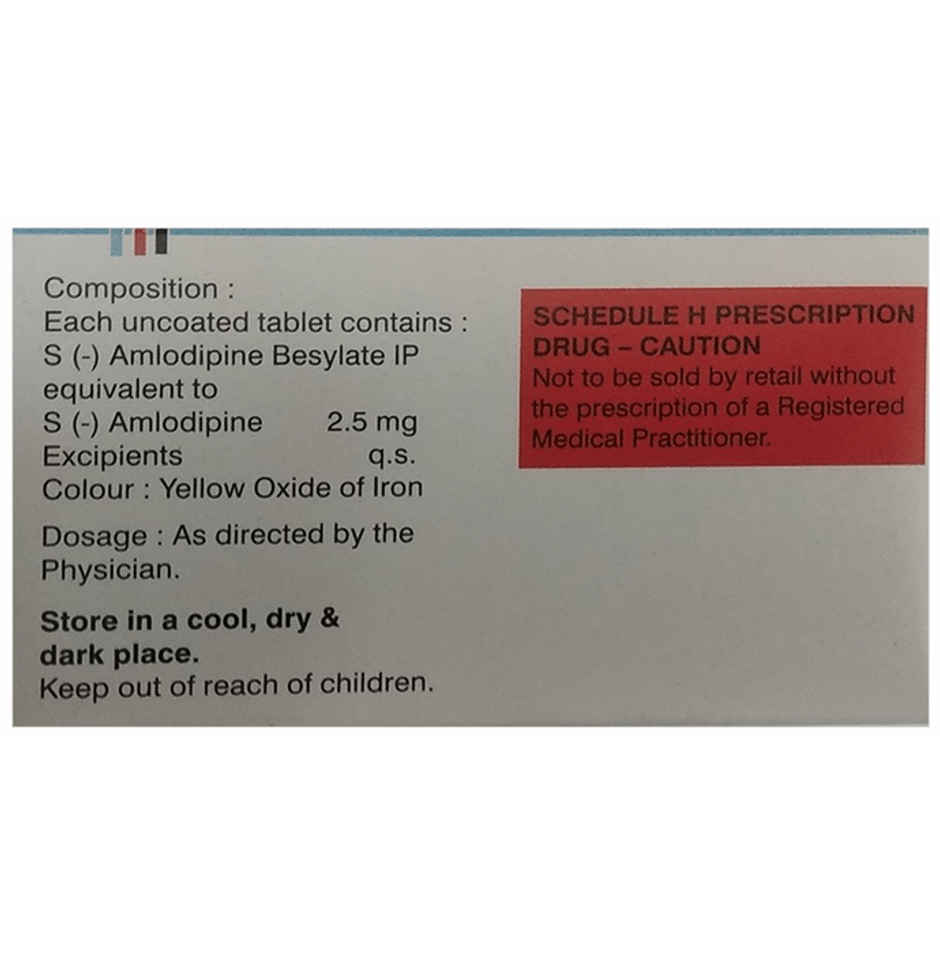 Composition :
Each uncoated tablet contains :
S (-) Amlodipine Besylate IP
equivalent to
S (-) Amlodipine 2.5 mg
Excipients q.s.
Colour : Yellow Oxide of Iron
Dosage : As directed by the
Physician.
Store in a cool, dry &
dark place.
Keep out of reach of children.
SCHEDULE H PRESCRIPTION
DRUG – CAUTION
Not to be sold by retail without
the prescription of a Registered
Medical Practitioner.